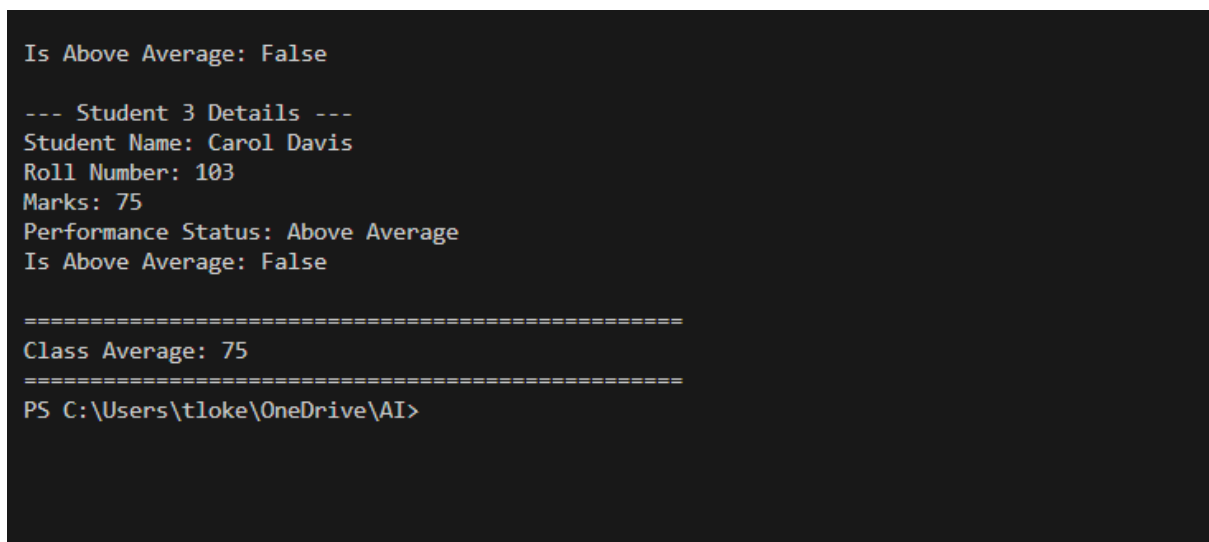 Is Above Average: False
--- Student 3 Details ---
Student Name: Carol Davis
Roll Number: 103
Marks: 75
Performance Status: Above Average
Is Above Average: False
==================================================
Class Average: 75
==================================================
PS C:\Users\tloke\OneDrive\AI>